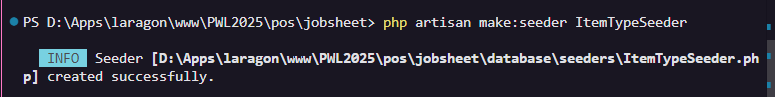 PS D:\Apps\laragon\www\PWL2025\pos\jobsheet> php artisan make:seeder ItemTypeSeeder
INFO Seeder [D:\Apps\laragon\www\PWL2025\pos\jobsheet\database\seeders\ItemTypeSeeder.ph
p] created successfully.